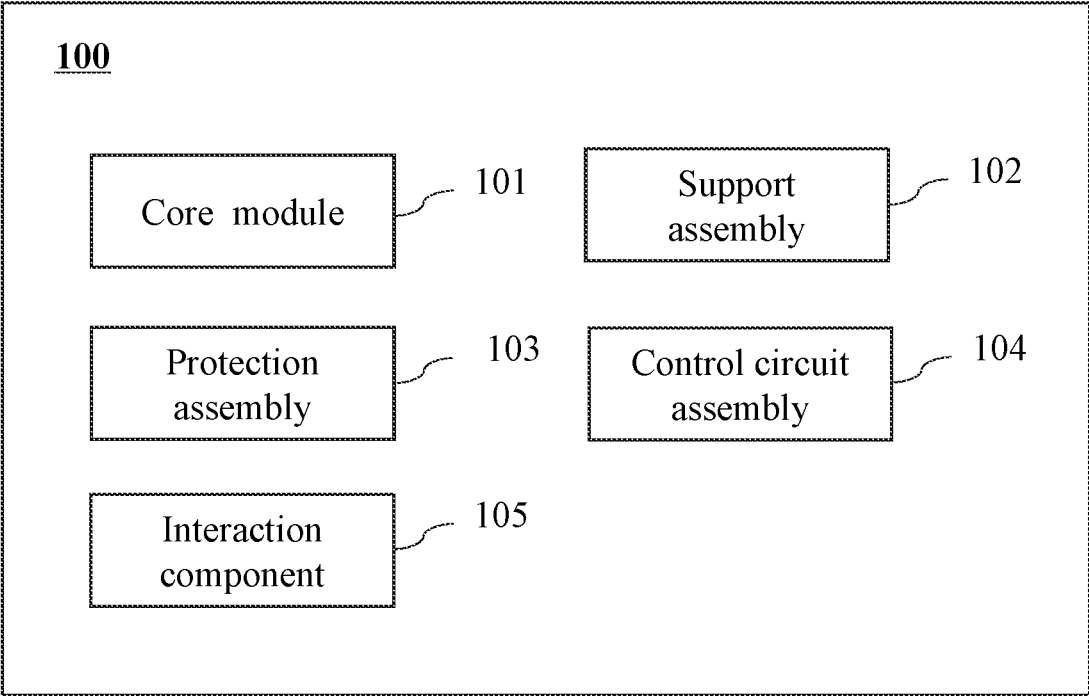 100
Core module
101
Support
assembly
102
Protection
assembly
103
Control circuit
assembly
104
Interaction
component
105